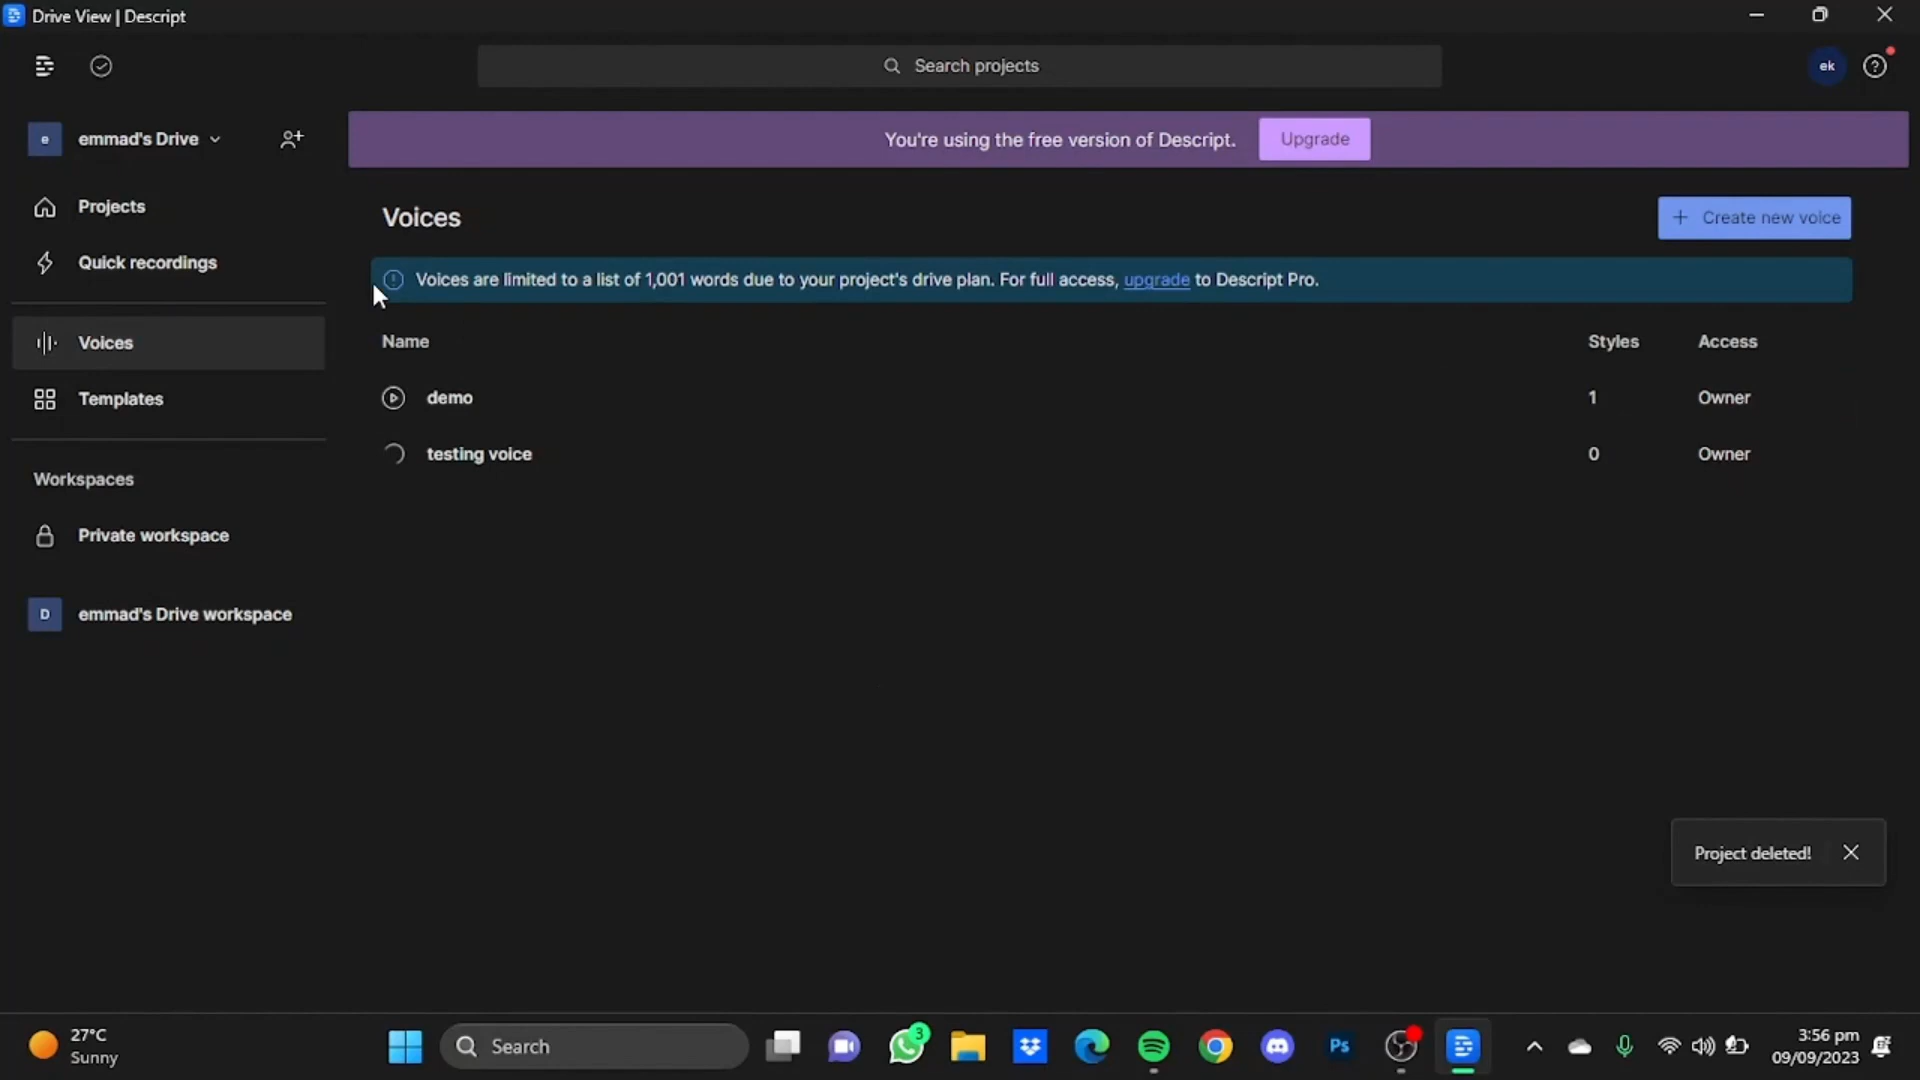 Drive View | Descript
Search projects
ek
e
emmad's Drive
You're using the free version of Descript.
Upgrade
Projects
Quick recordings
Voices
Templates
Workspaces
Private workspace
D
emmad's Drive workspace
Voices
+ Create new voice
Voices are limited to a list of 1,001 words due to your project's drive plan. For full access, upgrade to Descript Pro.
Name Styles Access
demo 1 Owner
testing voice 0 Owner
Project deleted!
27°C
Sunny
Search
3
Ps
3:56 pm
09/09/2023